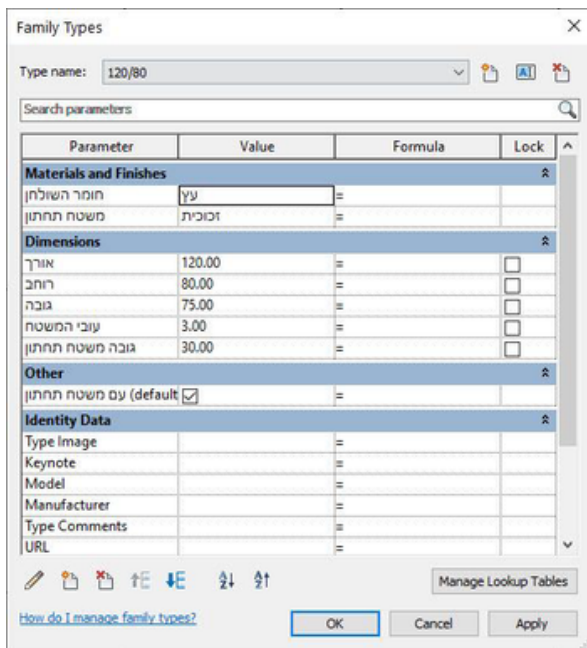 Family Types
Type name: 120/80
Search parameters
Parameter Value Formula Lock
Materials and Finishes
חומר השולחן עץ =
משטח תחתון זכוכית =
Dimensions
אורך 120.00 =
רוחב 80.00 =
גובה 75.00 =
עובי המשטח 3.00 =
גובה משטח תחתון 30.00 =
Other
עם משטח תחתון (default =
Identity Data
Type Image =
Keynote =
Model =
Manufacturer =
Type Comments =
URL =
Manage Lookup Tables
How do I manage family types?
OK Cancel Apply